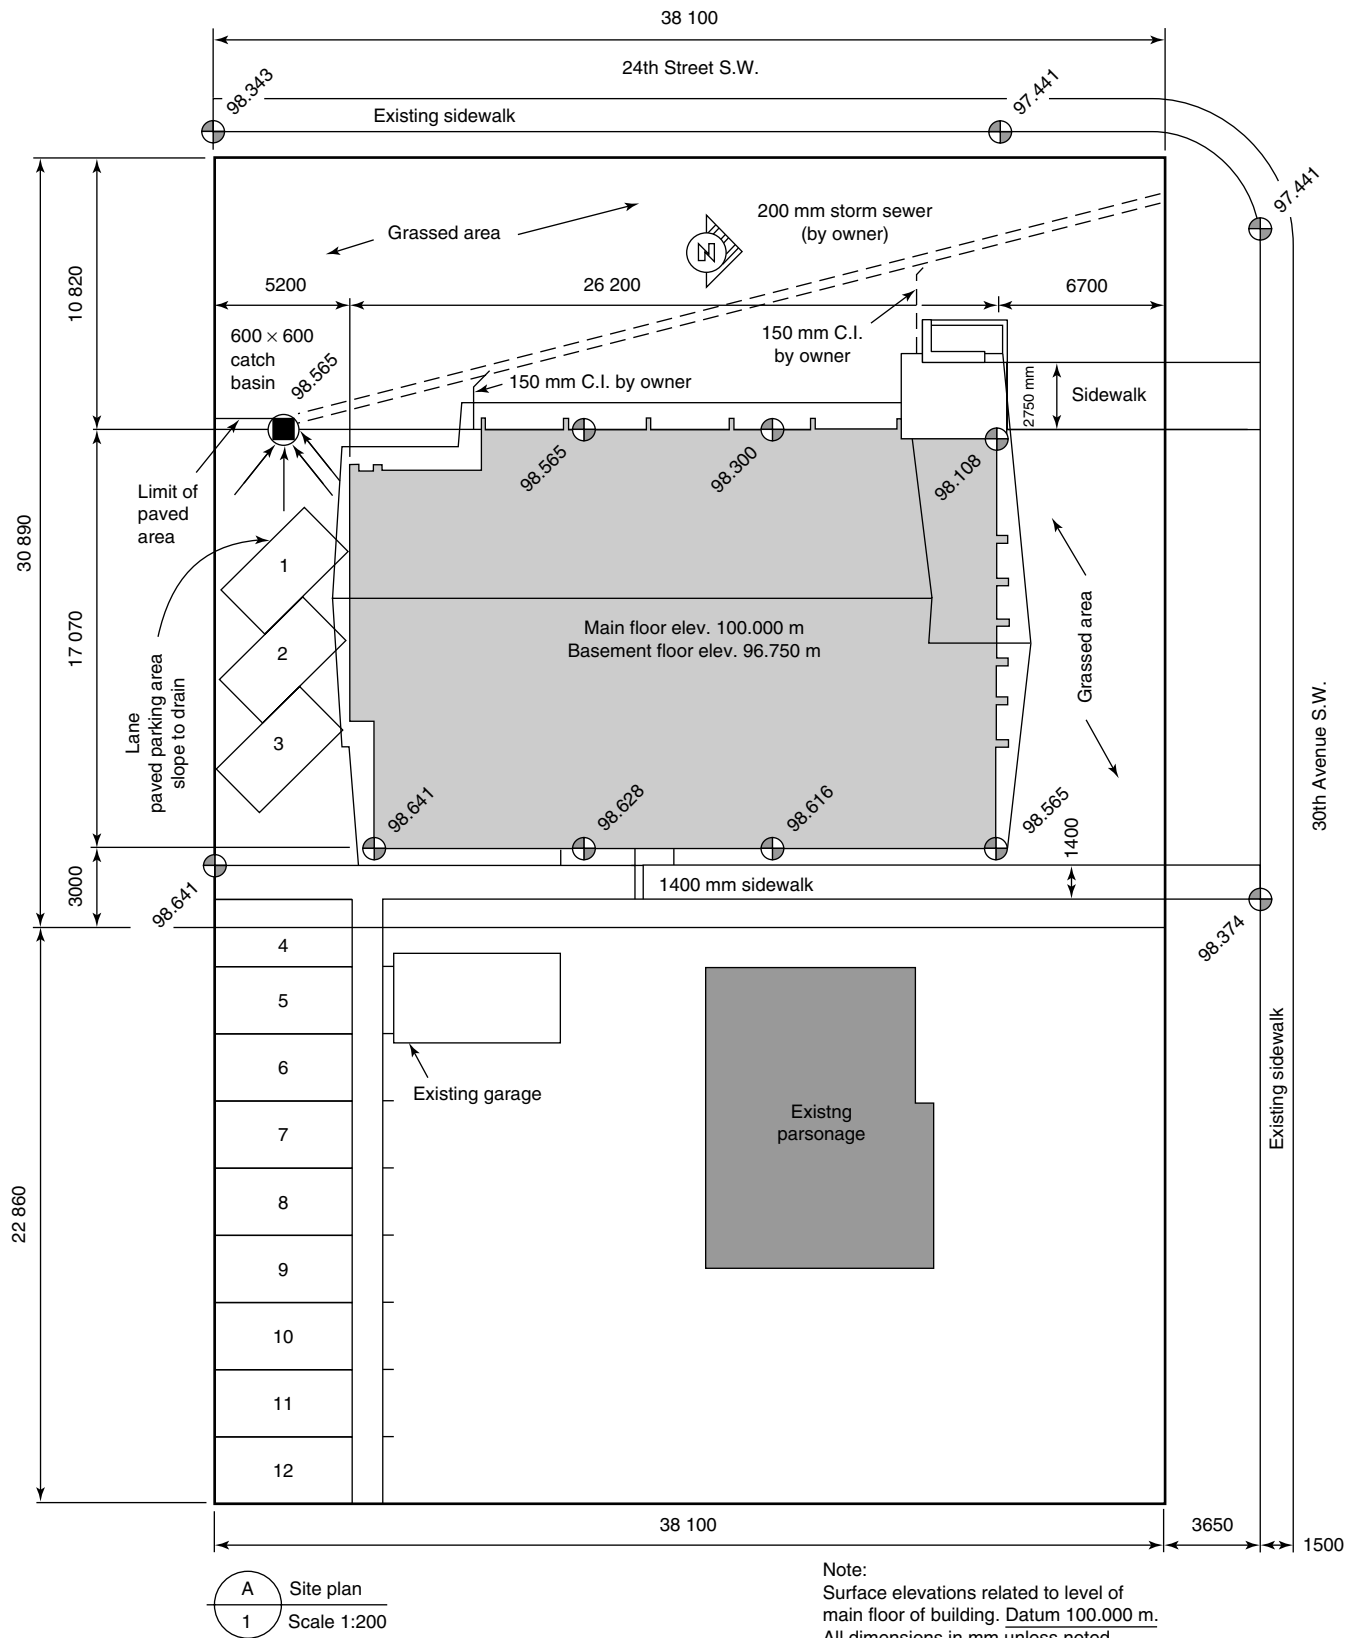 38 100
24th Street S.W.
98.343
97.441
Existing sidewalk
97.441
200 mm storm sewer
(by owner)
Grassed area
N
10 820
5200
26 200
6700
600 × 600
catch
basin
98.565
150 mm C.I.
by owner
150 mm C.I. by owner
2750 mm
Sidewalk
98.565
98.300
98.108
Limit of
paved
area
30 890
17 070
1
2
3
Lane
paved parking area
slope to drain
Main floor elev. 100.000 m
Basement floor elev. 96.750 m
Grassed area
30th Avenue S.W.
98.641
98.628
98.616
98.565
1400
3000
98.641
1400 mm sidewalk
98.374
4
5
6
7
8
9
10
11
12
Existing garage
Existng
parsonage
Existing sidewalk
22 860
38 100
3650
1500
A
Site plan
1
Scale 1:200
Note:
Surface elevations related to level of
main floor of building. Datum 100.000 m.
All dimensions in mm unless noted